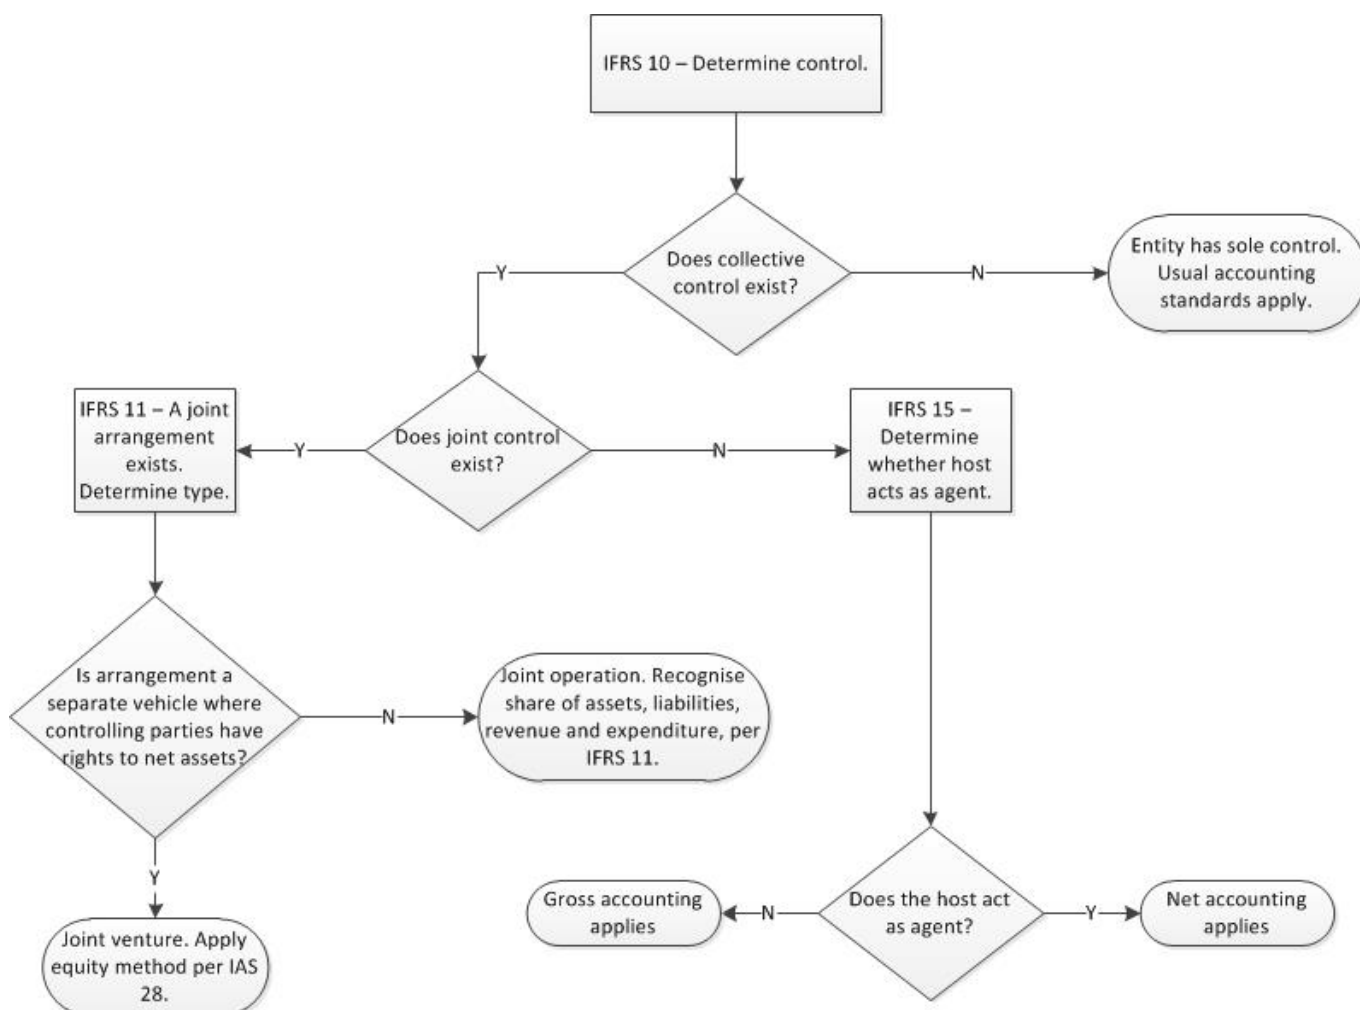 IFRS 10 – Determine control.
Does collective
control exist?
Y
N
Entity has sole control.
Usual accounting
standards apply.
IFRS 11 – A joint
arrangement
exists.
Determine type.
Y
Does joint control
exist?
N
IFRS 15 –
Determine
whether host
acts as agent.
Is arrangement a
separate vehicle where
controlling parties have
rights to net assets?
N
Joint operation. Recognise
share of assets, liabilities,
revenue and expenditure, per
IFRS 11.
Y
Joint venture. Apply
equity method per IAS
28.
Gross accounting
applies
N
Does the host act
as agent?
Y
Net accounting
applies